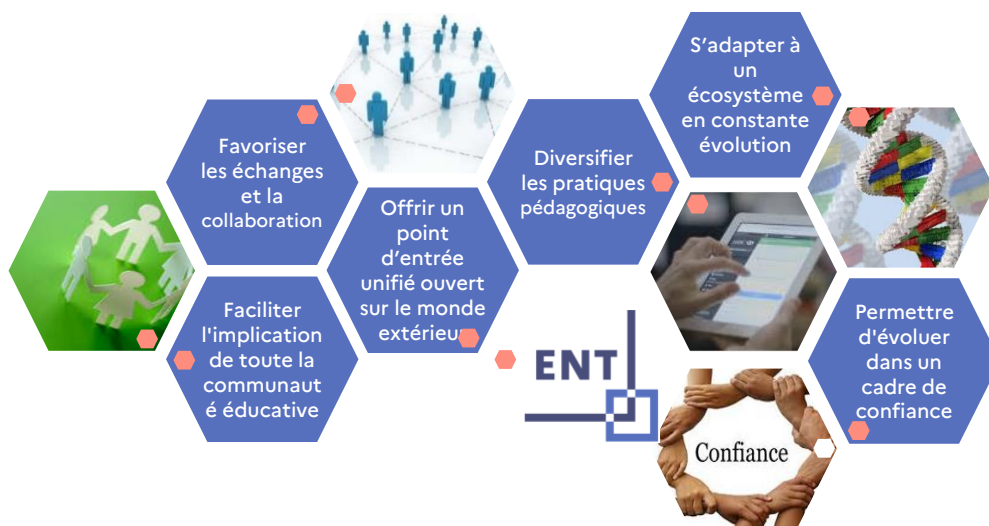 Favoriser
les échanges
et la
collaboration
Faciliter
l'implication
de toute la
communaut
é éducative
Offrir un
point
d'entrée
unifié ouvert
sur le monde
extérieur
Diversifier
les pratiques
pédagogiques
S'adapter à
un
écosystème
en constante
évolution
Permettre
d'évoluer
dans un
cadre de
confiance
ENT
Confiance